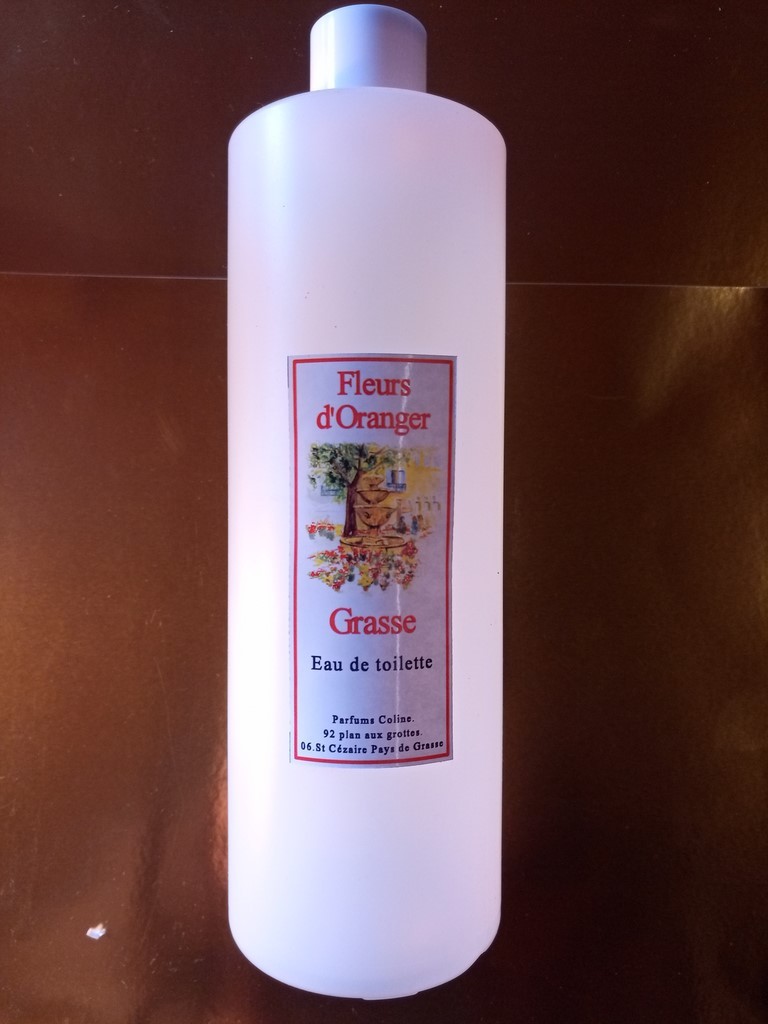 Fleurs
d'Oranger
Grasse
Eau de toilette
Parfums Coline.
92 plan aux grottes.
06.St Cézaire Pays de Grasse